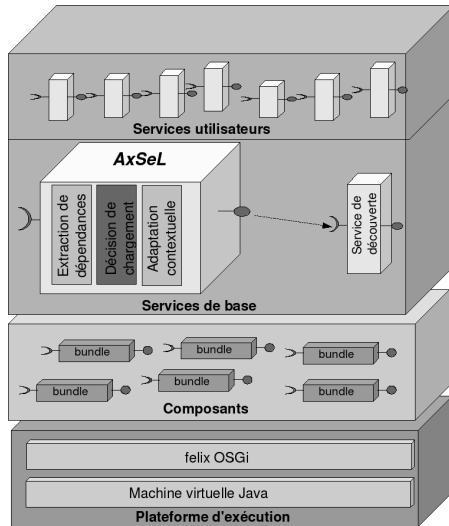 Services utilisateurs
AxSeL
Extraction de
dépendances
Décision de
chargement
Adaptation
contextuelle
Service de
découverte
Services de base
bundle
bundle
bundle
bundle
bundle
bundle
Composants
felix OSGi
Machine virtuelle Java
Plateforme d'exécution